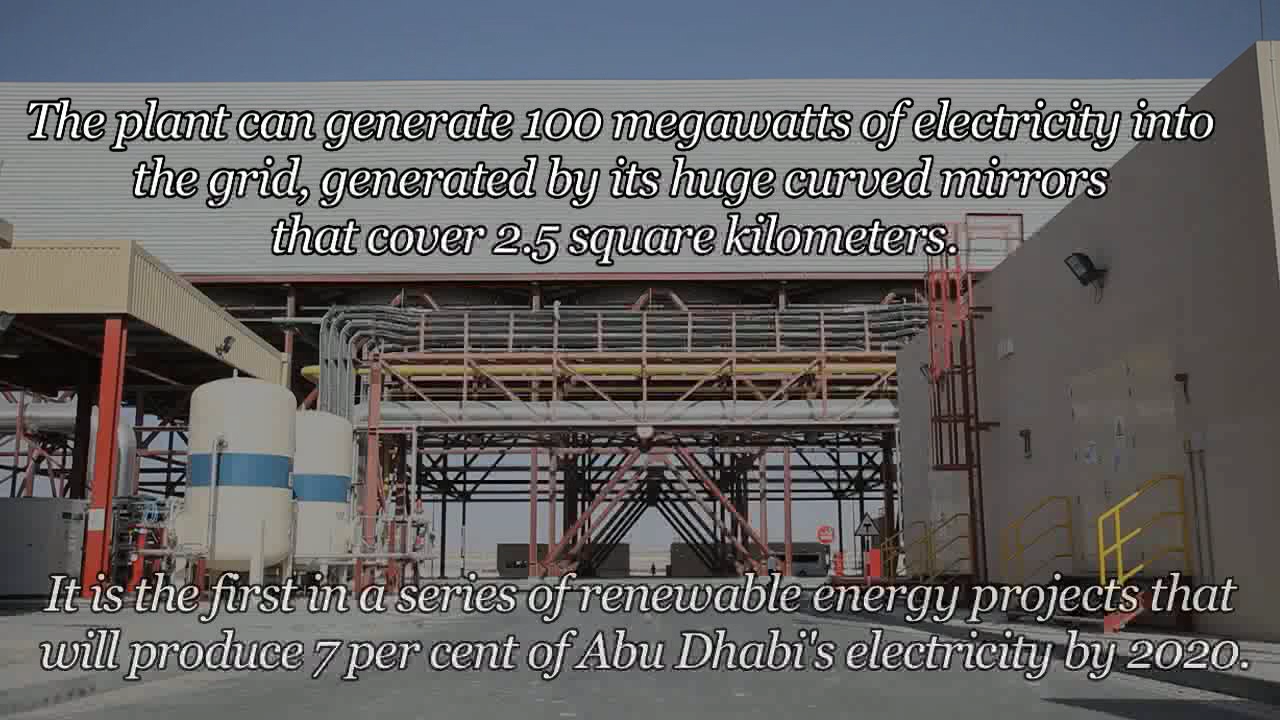 The plant can generate 100 megawatts of electricity into
the grid, generated by its huge curved mirrors
that cover 2.5 square kilometers.
It is the first in a series of renewable energy projects that
will produce 7 per cent of Abu Dhabi's electricity by 2020.